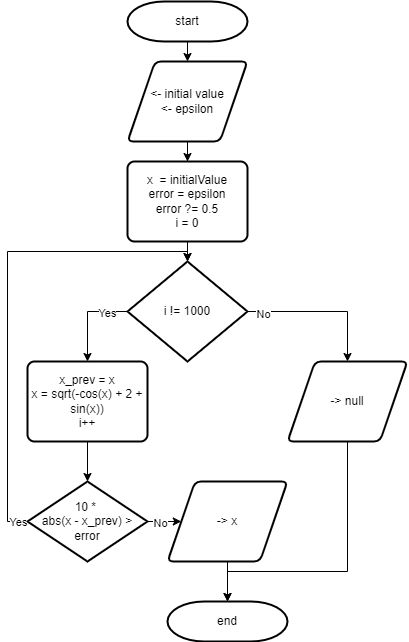 start
<- initial value
<- epsilon
x = initialValue
error = epsilon
error ?= 0.5
i = 0
i != 1000
Yes
No
x_prev = x
x = sqrt(-cos(x) + 2 +
sin(x))
i++
-> null
10 *
abs(x - x_prev) >
error
Yes
No
-> x
end